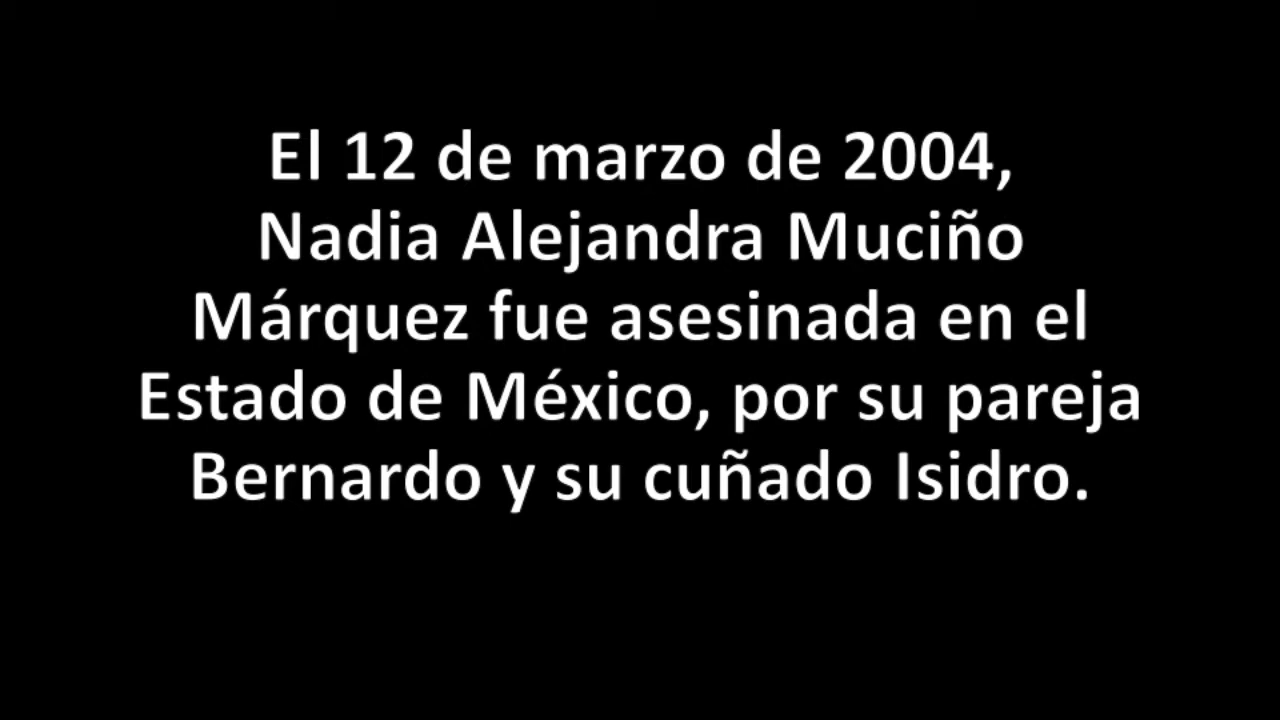 El 12 de marzo de 2004,
Nadia Alejandra Muciño
Márquez fue asesinada en el
Estado de México, por su pareja
Bernardo y su cuñado Isidro.